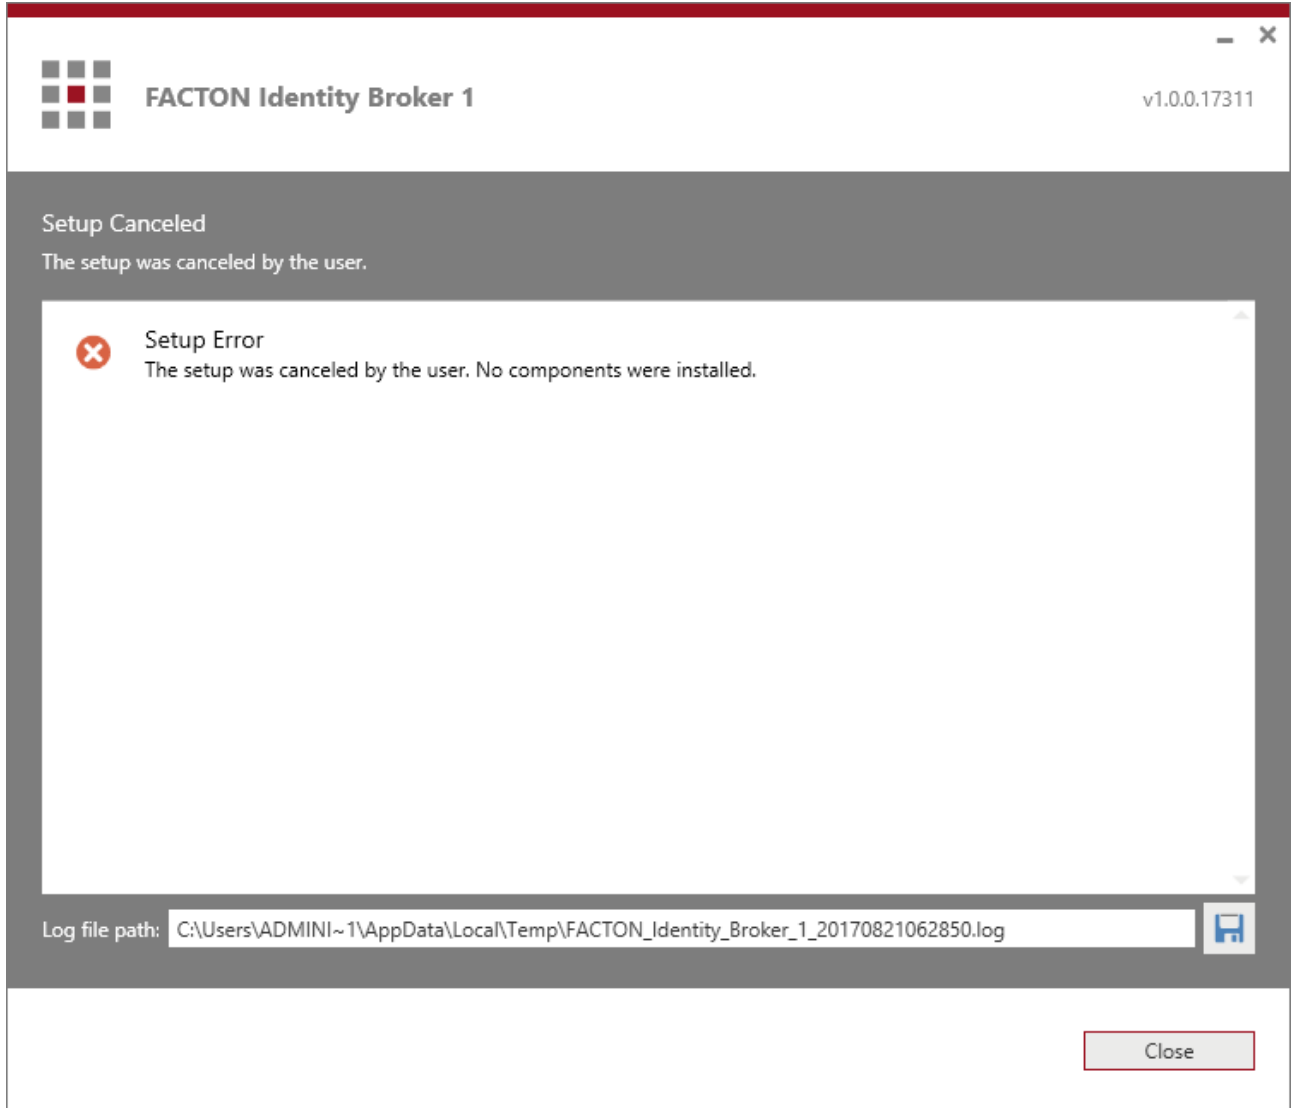 FACTON Identity Broker 1
v1.0.0.17311
Setup Canceled
The setup was canceled by the user.
Setup Error
The setup was canceled by the user. No components were installed.
Log file path: C:\Users\ADMINI~1\AppData\Local\Temp\FACTON_Identity_Broker_1_20170821062850.log
Close